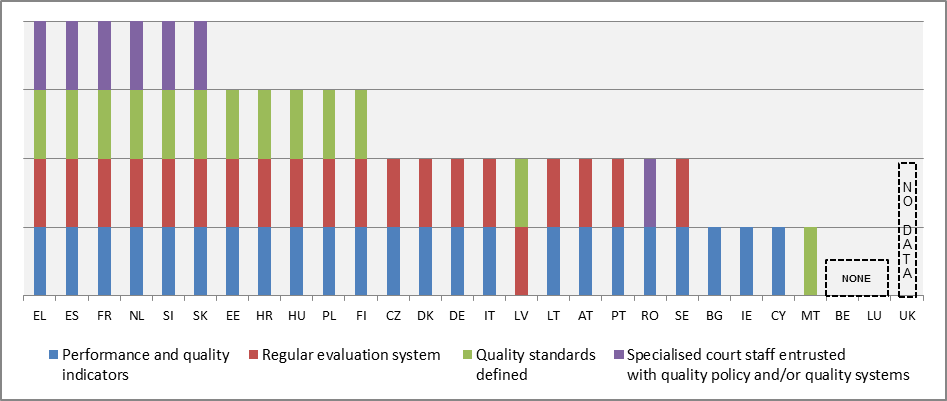 NO DATA
NONE
EL ES FR NL SI SK EE HR HU PL FI CZ DK DE IT LV LT AT PT RO SE BG IE CY MT BE LU UK
Performance and quality
indicators
Regular evaluation system
Quality standards
defined
Specialised court staff entrusted
with quality policy and/or quality systems